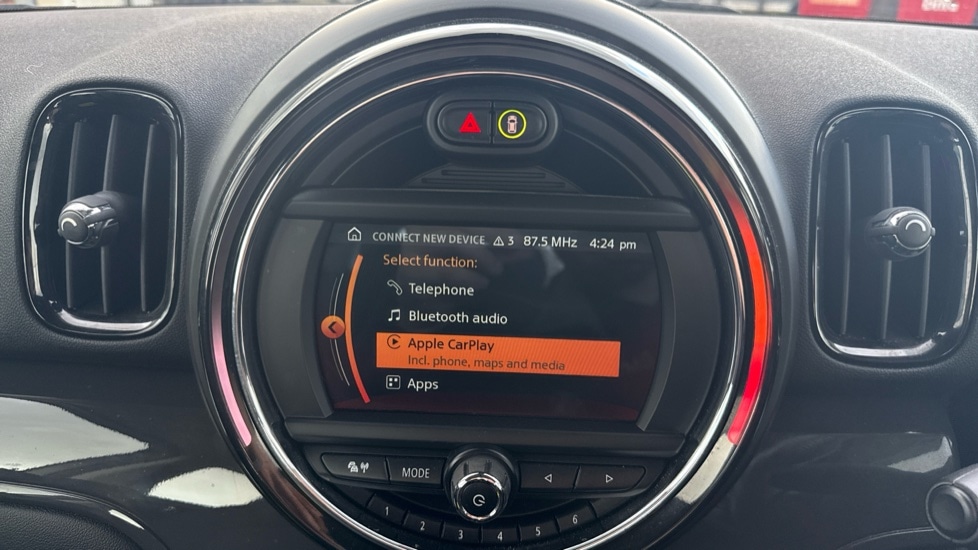 CONNECT NEW DEVICE 3 87.5 MHz 4:24 pm
Select function:
Telephone
Bluetooth audio
Apple CarPlay
Incl. phone, maps and media
Apps
MODE
1 2 3 4 5 6